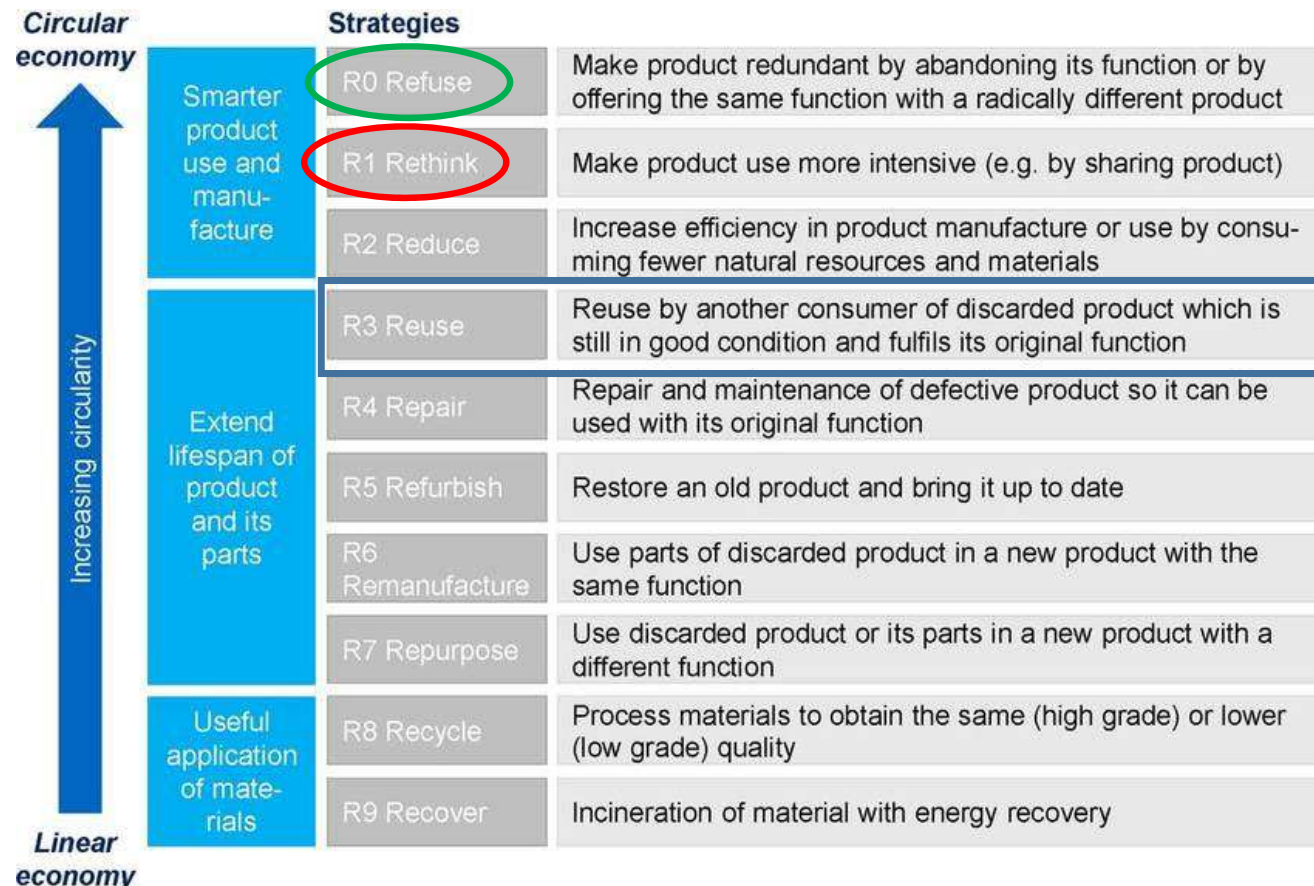 Circular
economy
Strategies
Smarter
product
use and
manu-
facture
R0 Refuse
Make product redundant by abandoning its function or by
offering the same function with a radically different product
R1 Rethink
Make product use more intensive (e.g. by sharing product)
R2 Reduce
Increase efficiency in product manufacture or use by consu-
ming fewer natural resources and materials
Increasing circularity
Extend
lifespan of
product
and its
parts
R3 Reuse
Reuse by another consumer of discarded product which is
still in good condition and fulfils its original function
R4 Repair
Repair and maintenance of defective product so it can be
used with its original function
R5 Refurbish
Restore an old product and bring it up to date
R6
Remanufacture
Use parts of discarded product in a new product with the
same function
R7 Repurpose
Use discarded product or its parts in a new product with a
different function
Useful
application
of mate-
rials
R8 Recycle
Process materials to obtain the same (high grade) or lower
(low grade) quality
R9 Recover
Incineration of material with energy recovery
Linear
economy